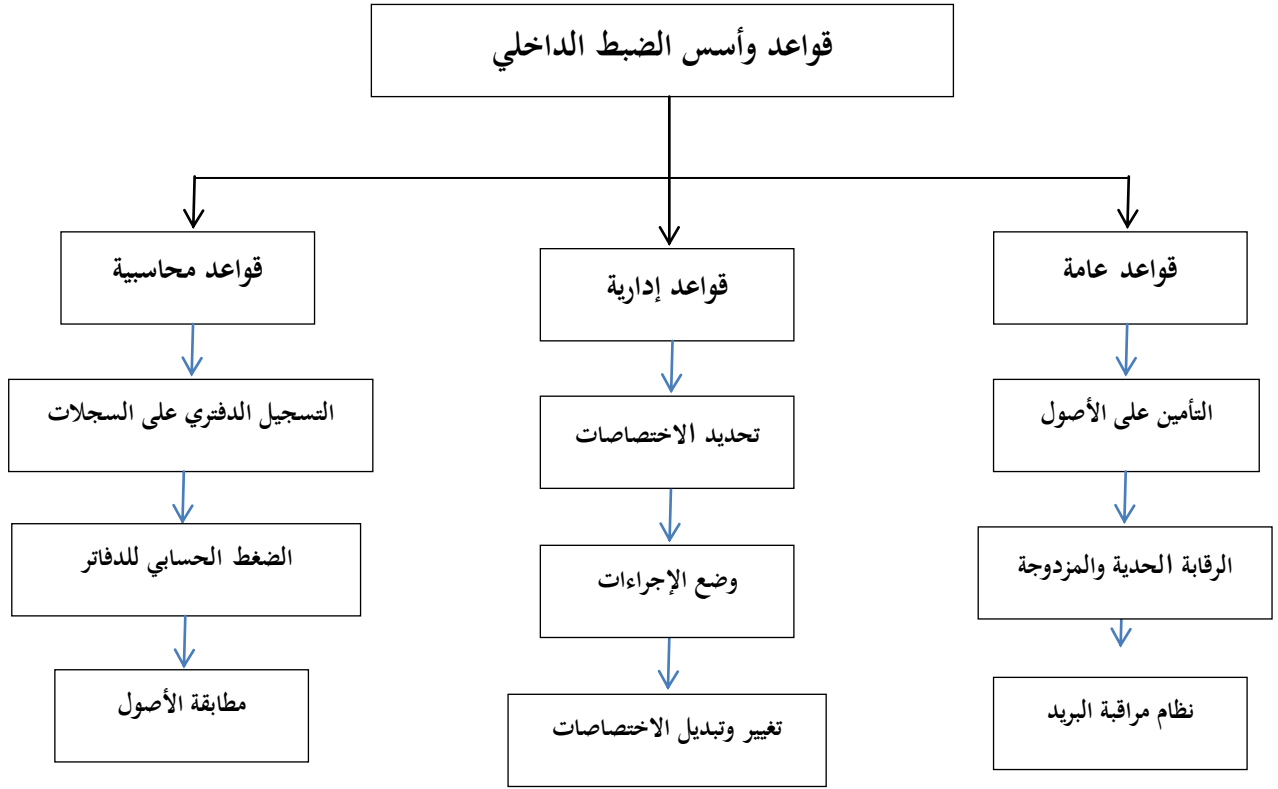 قواعد وأسس الضبط الداخلي
قواعد عامة
قواعد إدارية
قواعد محاسبية
التأمين على الأصول
تحديد الاختصاصات
التسجيل الدفتري على السجلات
الرقابة الحدية والمزدوجة
وضع الإجراءات
الضغط الحسابي للدفاتر
نظام مراقبة البريد
تغيير وتبديل الاختصاصات
مطابقة الأصول